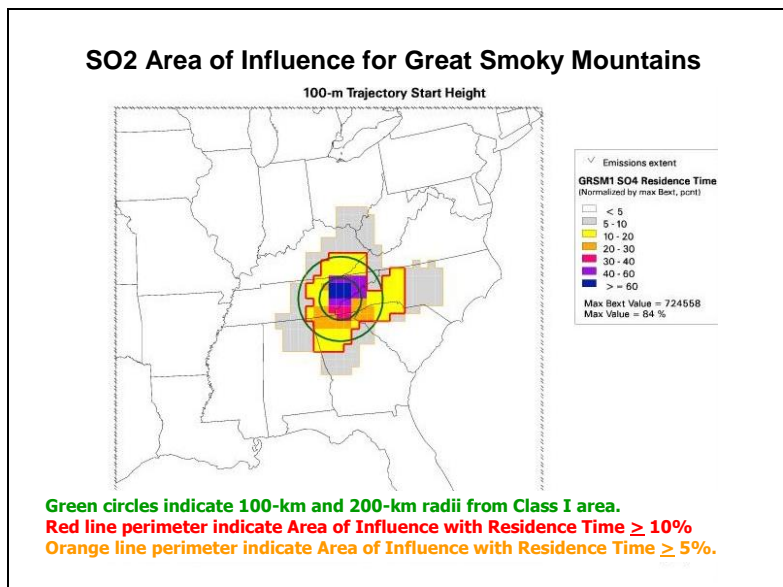 SO2 Area of Influence for Great Smoky Mountains
100-m Trajectory Start Height
Emissions extent
GRSM1 SO4 Residence Time
(Normalized by max Bext, pcnt)
< 5
5 - 10
10 - 20
20 - 30
30 - 40
40 - 60
> = 60
Max Bext Value = 724558
Max Value = 84 %
Green circles indicate 100-km and 200-km radii from Class I area.
Red line perimeter indicate Area of Influence with Residence Time > 10%
Orange line perimeter indicate Area of Influence with Residence Time > 5%.